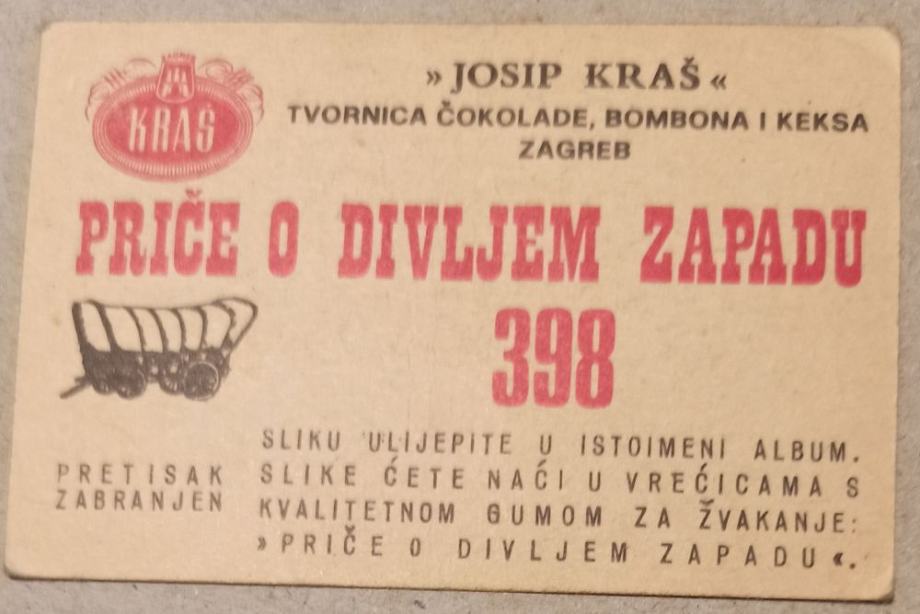 KRAŠ
»JOSIP KRAŠ«
TVORNICA ČOKOLADE, BOMBONA I KEKSA
ZAGREB
PRIČE O DIVLJEM ZAPADU
398
PRETISAK
ZABRANJEN
SLIKU ULIJEPITE U ISTOIMENI ALBUM.
SLIKE ĆETE NAĆI U VREĆICAMA S
KVALITETNOM GUMOM ZA ŽVAKANJE:
»PRIČE O DIVLJEM ZAPADU«.